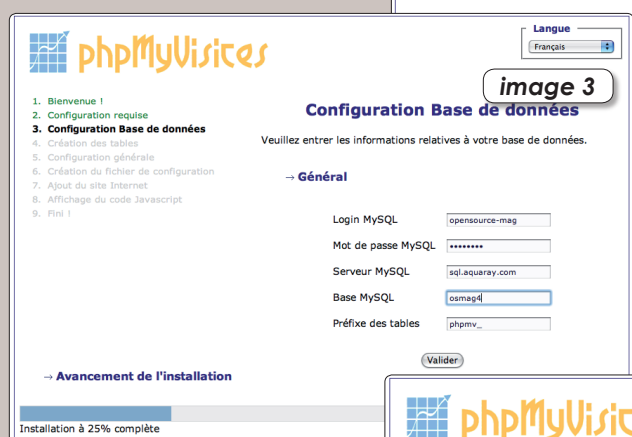 Langue
Français
phpMyVisites
image 3
1. Bienvenue !
2. Configuration requise
3. Configuration Base de données
4. Création des tables
5. Configuration générale
6. Création du fichier de configuration
7. Ajout du site Internet
8. Affichage du code Javascript
9. Fini !
Configuration Base de données
Veuillez entrer les informations relatives à votre base de données.
→ Général
Login MySQL opensource-mag
Mot de passe MySQL ••••••••
Serveur MySQL sql.aquaray.com
Base MySQL osmag4
Préfixe des tables phpmv_
Valider
→ Avancement de l'installation
Installation à 25% complète
phpMyVisit